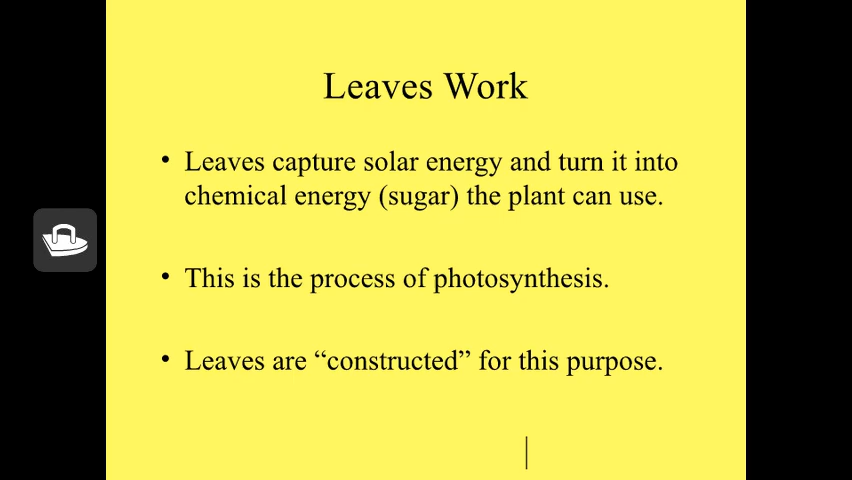 Leaves Work
• Leaves capture solar energy and turn it into
chemical energy (sugar) the plant can use.
• This is the process of photosynthesis.
• Leaves are “constructed” for this purpose.